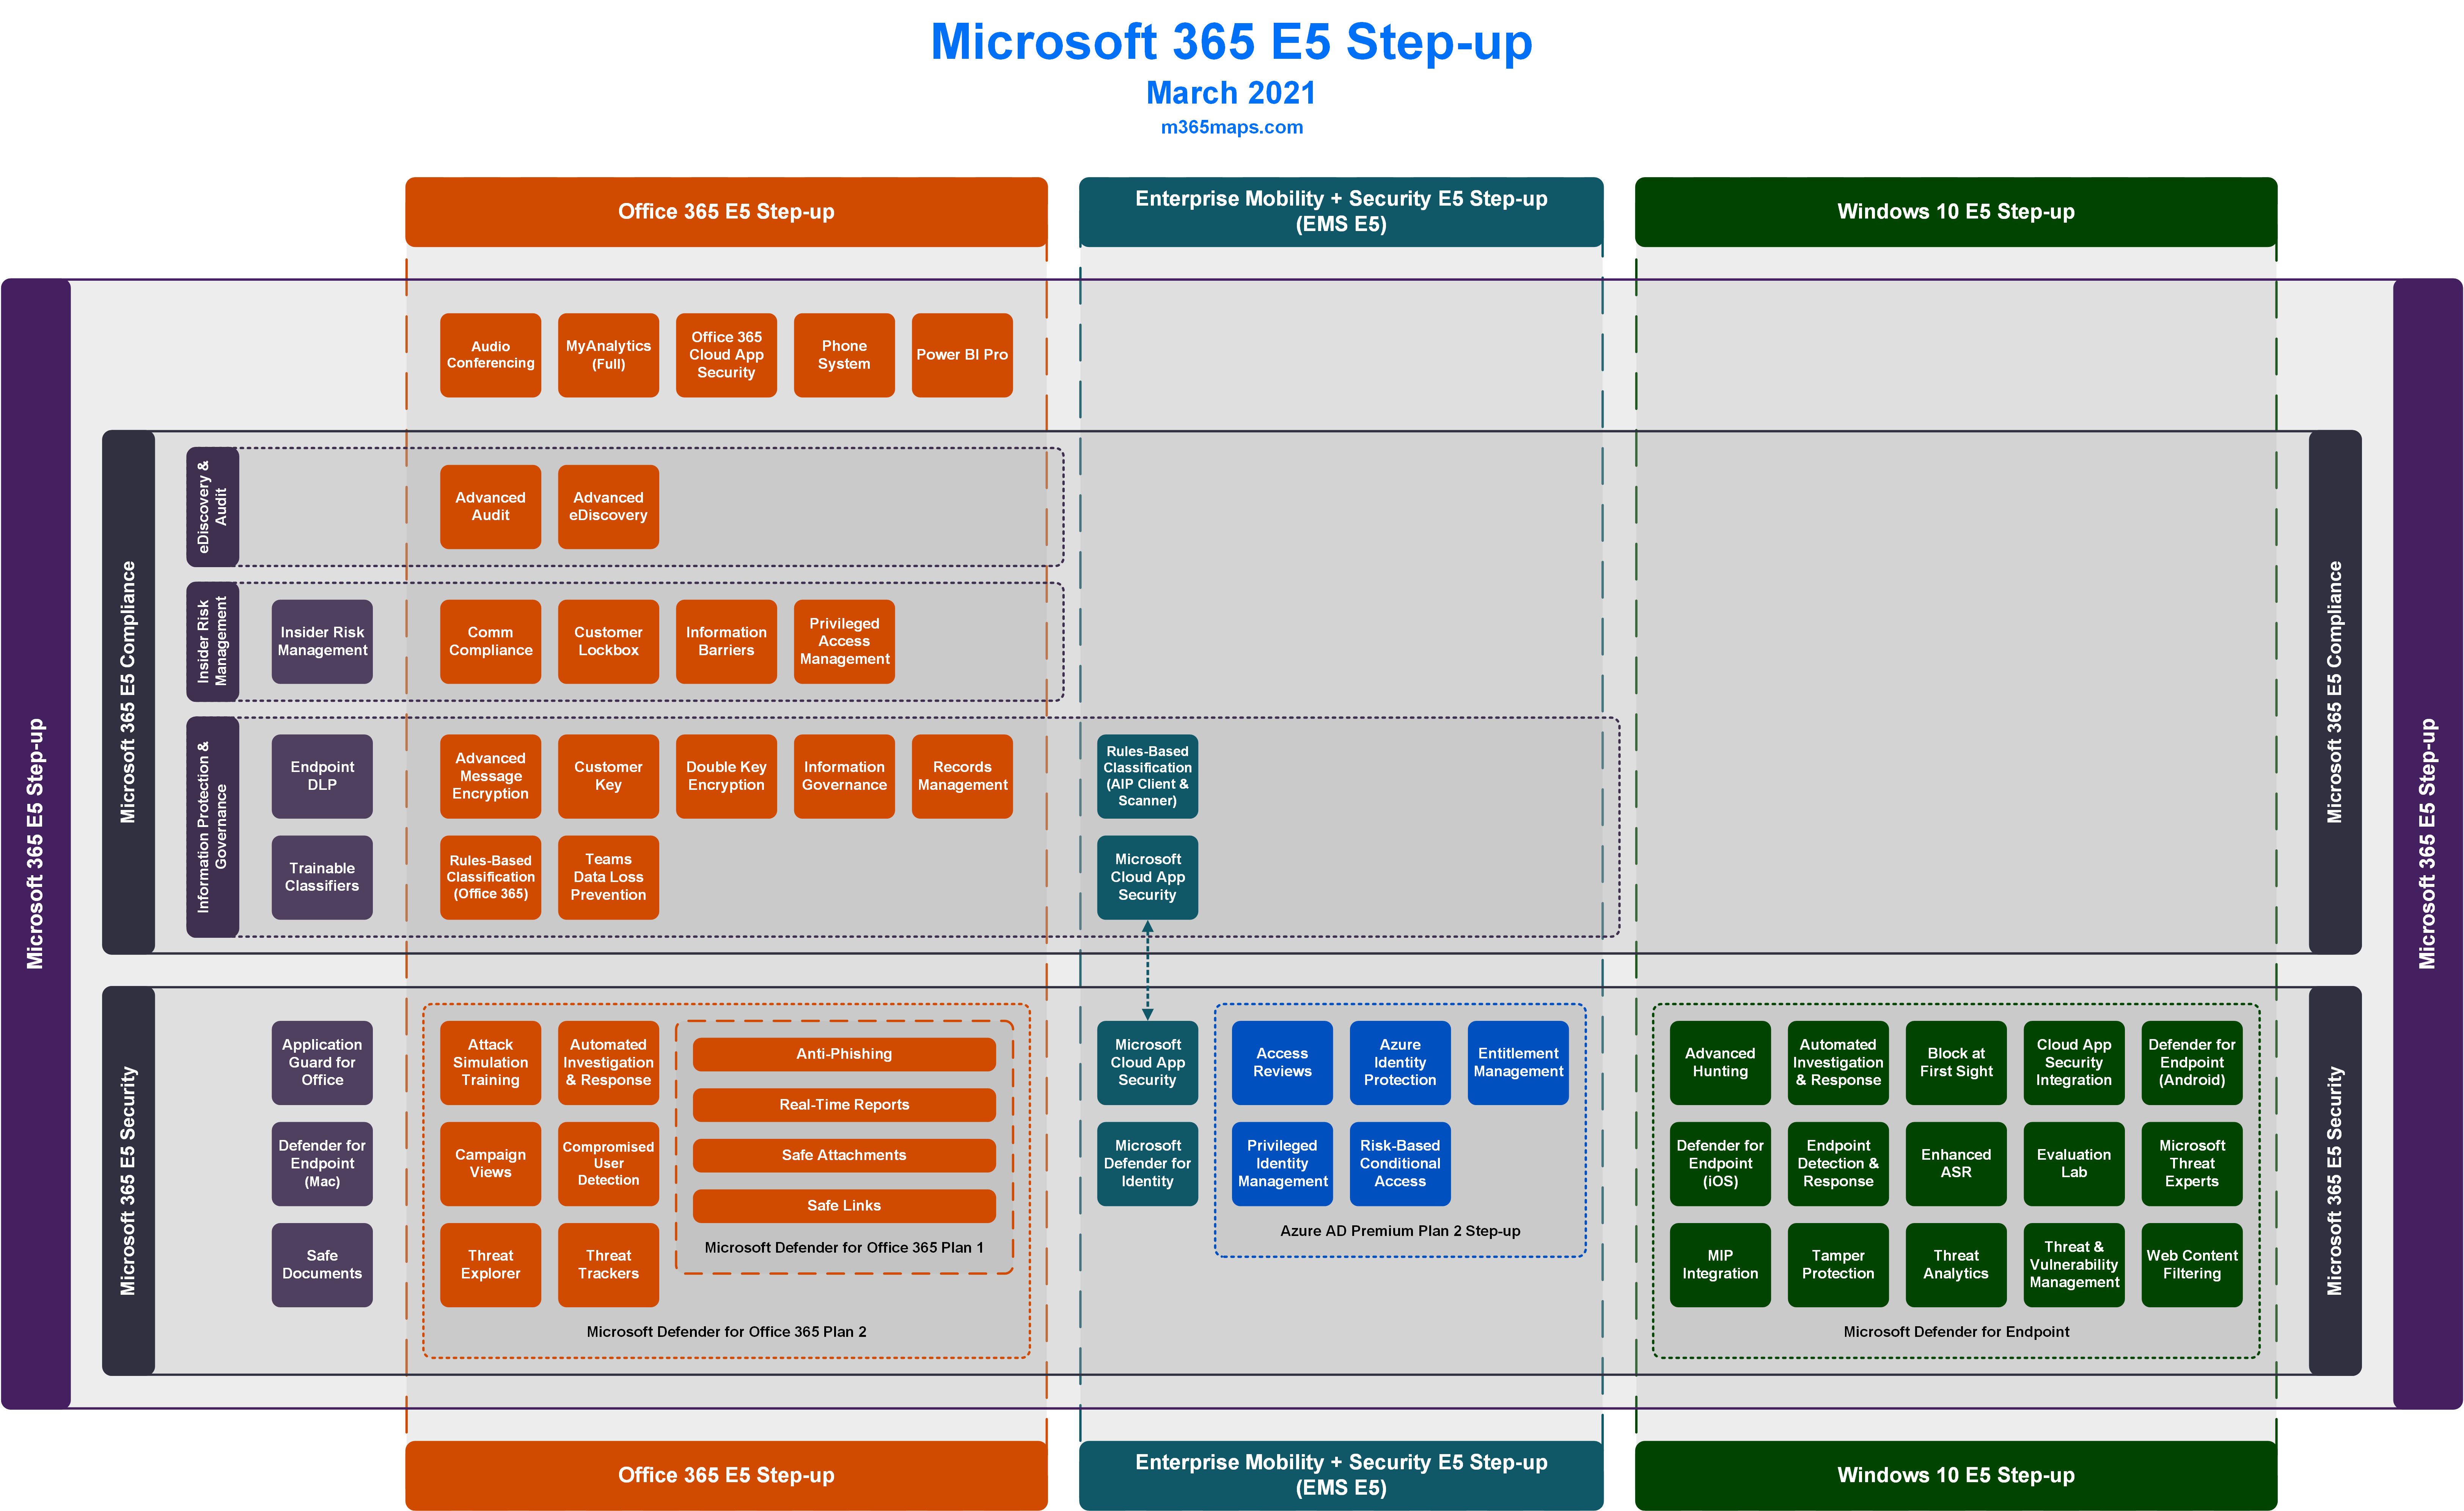 Microsoft 365 E5 Step-up
March 2021
m365maps.com
Office 365 E5 Step-up
Enterprise Mobility + Security E5 Step-up
(EMS E5)
Windows 10 E5 Step-up
Microsoft 365 E5 Step-up
Audio
Conferencing
MyAnalytics
(Full)
Office 365
Cloud App
Security
Phone
System
Power BI Pro
Microsoft 365 E5 Compliance
eDiscovery &
Audit
Advanced
Audit
Advanced
eDiscovery
Insider Risk
Management
Insider Risk
Management
Comm
Compliance
Customer
Lockbox
Information
Barriers
Privileged
Access
Management
Information Protection &
Governance
Endpoint
DLP
Advanced
Message
Encryption
Customer
Key
Double Key
Encryption
Information
Governance
Records
Management
Rules-Based
Classification
(AIP Client &
Scanner)
Trainable
Classifiers
Rules-Based
Classification
(Office 365)
Teams
Data Loss
Prevention
Microsoft
Cloud App
Security
Microsoft 365 E5 Compliance
Microsoft 365 E5 Security
Application
Guard for
Office
Defender for
Endpoint
(Mac)
Safe
Documents
Attack
Simulation
Training
Automated
Investigation
& Response
Campaign
Views
Compromised
User
Detection
Threat
Explorer
Threat
Trackers
Anti-Phishing
Real-Time Reports
Safe Attachments
Safe Links
Microsoft Defender for Office 365 Plan 1
Microsoft Defender for Office 365 Plan 2
Microsoft
Cloud App
Security
Microsoft
Defender for
Identity
Access
Reviews
Azure
Identity
Protection
Entitlement
Management
Privileged
Identity
Management
Risk-Based
Conditional
Access
Azure AD Premium Plan 2 Step-up
Advanced
Hunting
Automated
Investigation
& Response
Block at
First Sight
Cloud App
Security
Integration
Defender for
Endpoint
(Android)
Defender for
Endpoint
(iOS)
Endpoint
Detection &
Response
Enhanced
ASR
Evaluation
Lab
Microsoft
Threat
Experts
MIP
Integration
Tamper
Protection
Threat
Analytics
Threat &
Vulnerability
Management
Web Content
Filtering
Microsoft Defender for Endpoint
Microsoft 365 E5 Security
Microsoft 365 E5 Step-up
Office 365 E5 Step-up
Enterprise Mobility + Security E5 Step-up
(EMS E5)
Windows 10 E5 Step-up